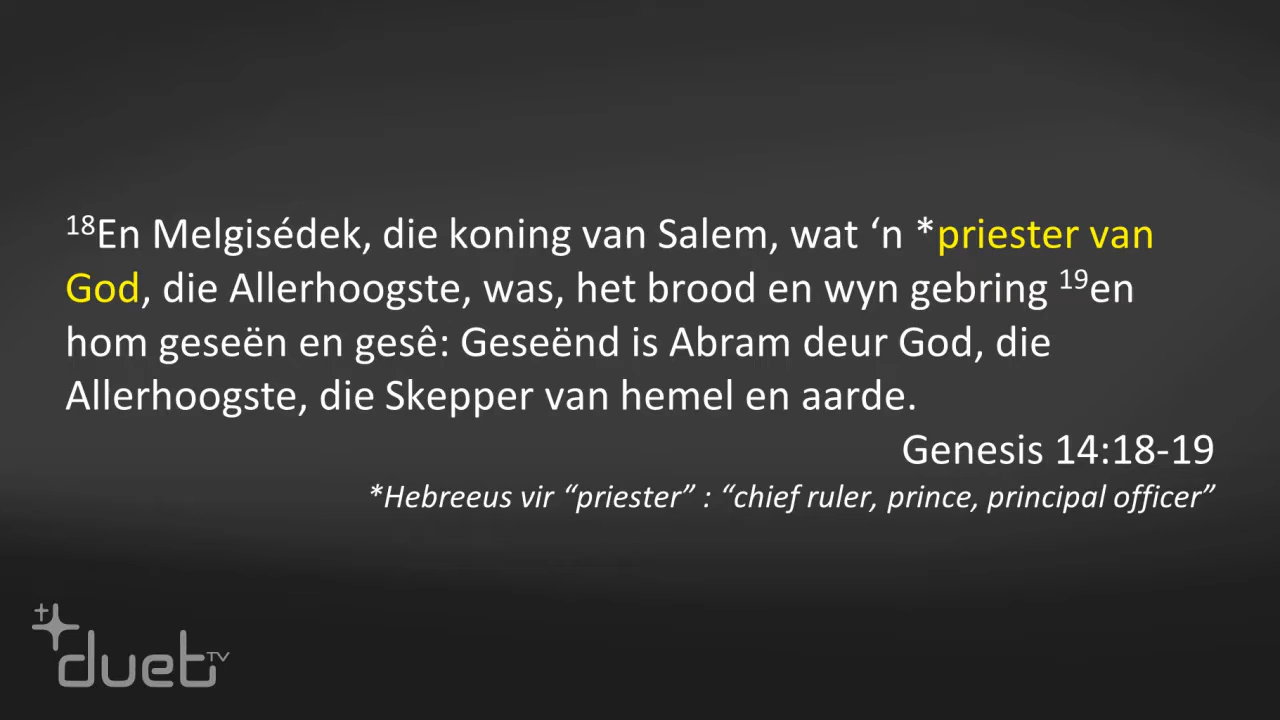 ¹⁸En Melgisédek, die koning van Salem, wat ‘n *priester van
God, die Allerhoogste, was, het brood en wyn gebring ¹⁹en
hom geseën en gesê: Geseënd is Abram deur God, die
Allerhoogste, die Skepper van hemel en aarde.
Genesis 14:18-19
*Hebreeus vir “priester” : “chief ruler, prince, principal officer”
duet TV